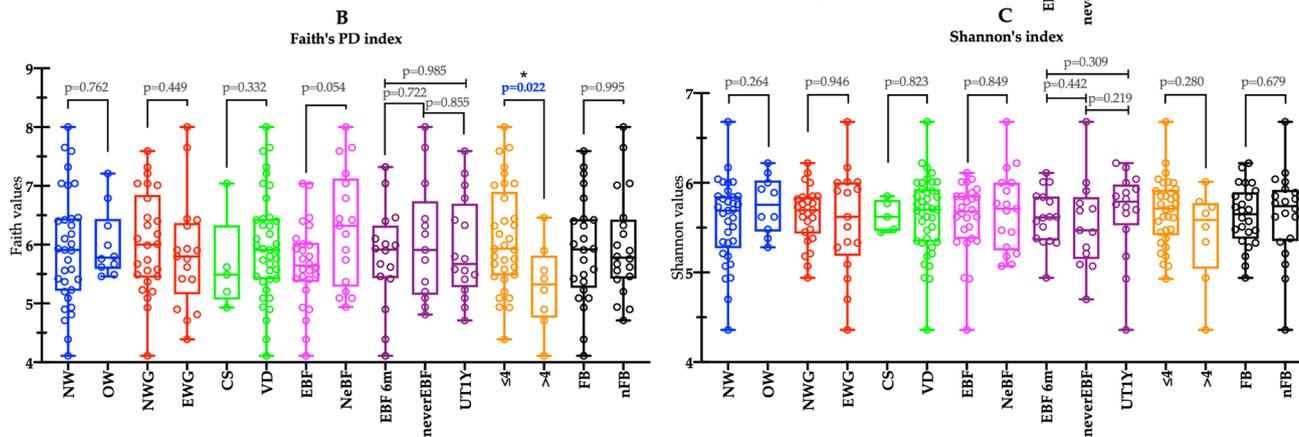 B
Faith's PD index
*
p=0.762
p=0.449
p=0.332
p=0.054
p=0.985
p=0.722
p=0.855
p=0.022
p=0.995
Faith values
9
8
7
6
5
4
NW
OW
NWG
EWG
CS
VD
EBF
NeBF
EBF 6m
neverEBF
UT1Y
≤4
>4
FB
nFB
C
Shannon's index
p=0.264
p=0.946
p=0.823
p=0.849
p=0.309
p=0.442
p=0.219
p=0.280
p=0.679
Shannon values
7
6
5
4
NW
OW
NWG
EWG
CS
VD
EBF
NeBF
EBF 6m
neverEBF
UT1Y
≤4
>4
FB
nFB